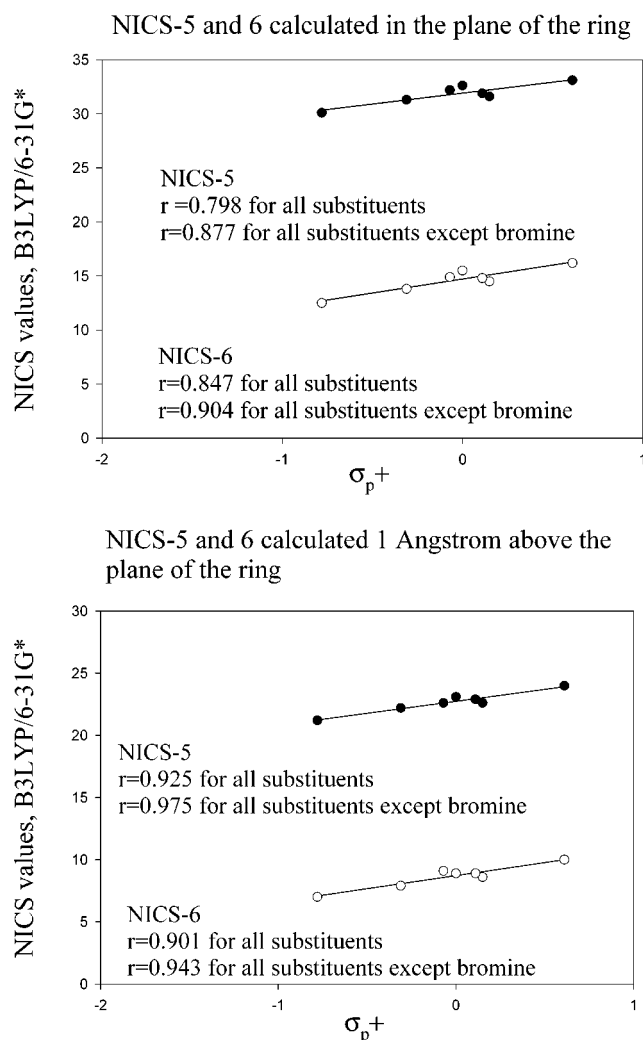 NICS-5 and 6 calculated in the plane of the ring
35
30
25
20
15
10
5
0
NICS values, B3LYP/6-31G*
NICS-5
r =0.798 for all substituents
r=0.877 for all substituents except bromine
NICS-6
r=0.847 for all substituents
r=0.904 for all substituents except bromine
-2
-1
0
1
σp+
NICS-5 and 6 calculated 1 Angstrom above the
plane of the ring
30
25
20
15
10
5
0
NICS values, B3LYP/6-31G*
NICS-5
r=0.925 for all substituents
r=0.975 for all substituents except bromine
NICS-6
r=0.901 for all substituents
r=0.943 for all substituents except bromine
-2
-1
0
1
σp+